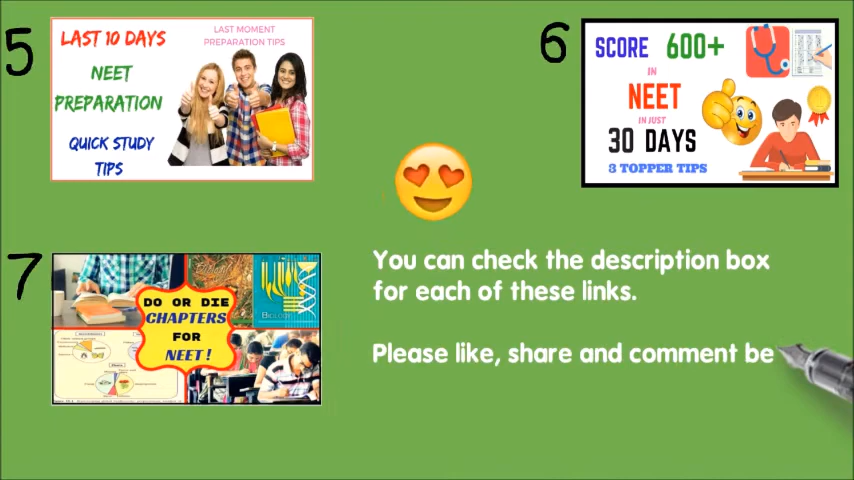 5
LAST 10 DAYS
NEET
PREPARATION
QUICK STUDY
TIPS
LAST MOMENT
PREPARATION TIPS
6
SCORE 600+
IN
NEET
IN JUST
30 DAYS
3 TOPPER TIPS
7
DO OR DIE
CHAPTERS
FOR
NEET!
BIOLOGY
You can check the description box
for each of these links.
Please like, share and comment be